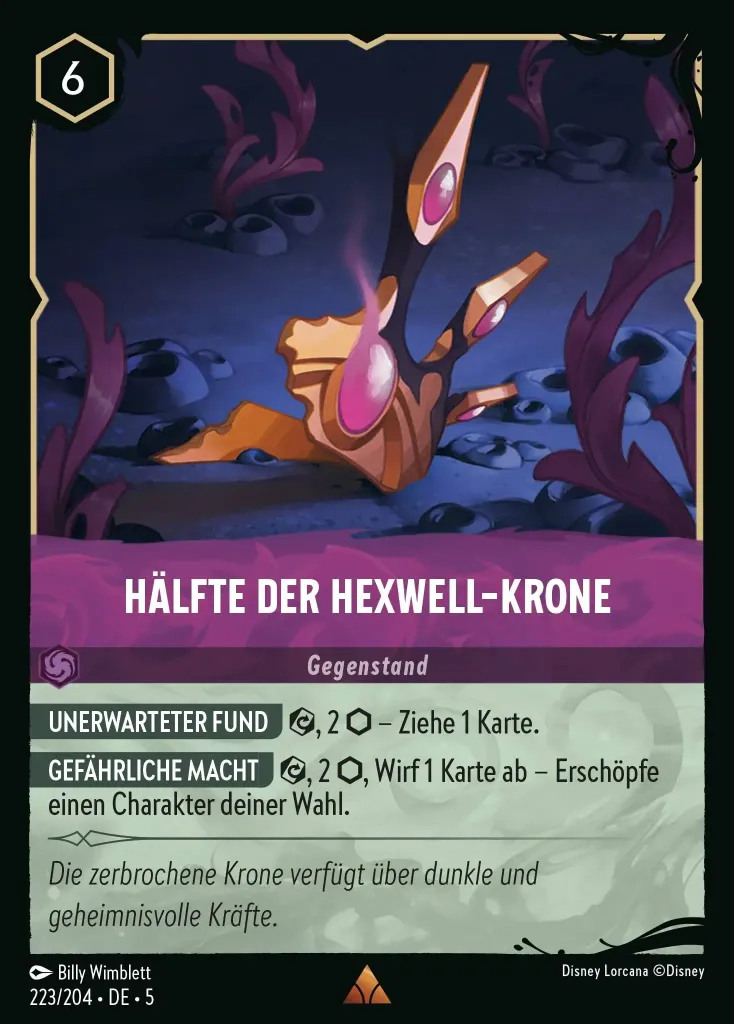 6
HÄLFTE DER HEXWELL-KRONE
Gegenstand
UNERWARTETER FUND , 2 – Ziehe 1 Karte.
GEFÄHRLICHE MACHT , 2 , Wirf 1 Karte ab – Erschöpfe
einen Charakter deiner Wahl.
Die zerbrochene Krone verfügt über dunkle und
geheimnisvolle Kräfte.
Billy Wimblett
Disney Lorcana ©Disney
223/204 • DE • 5